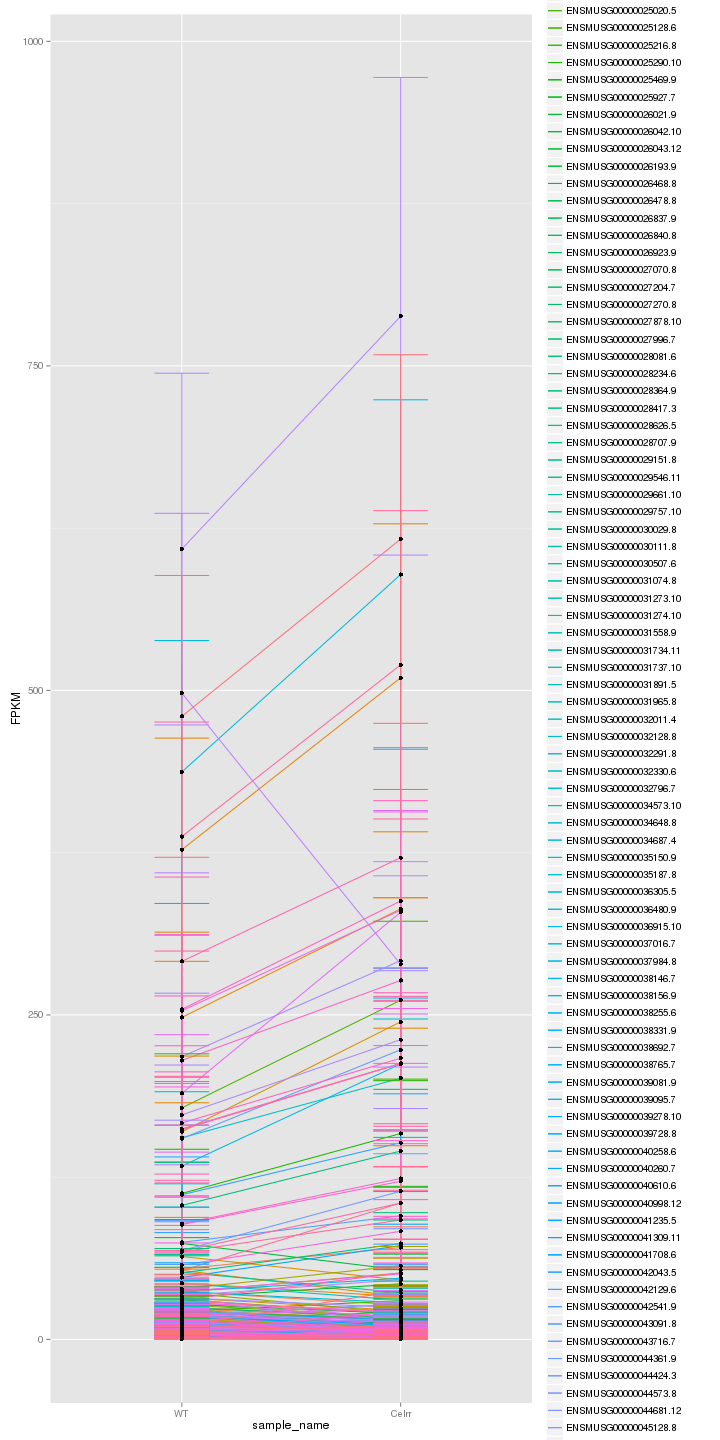 1000
750
500
250
0
FPKM
WT
Celrr
sample_name
ENSMUSG00000025020.5
ENSMUSG00000025128.6
ENSMUSG00000025216.8
ENSMUSG00000025290.10
ENSMUSG00000025469.9
ENSMUSG00000025927.7
ENSMUSG00000026021.9
ENSMUSG00000026042.10
ENSMUSG00000026043.12
ENSMUSG00000026193.9
ENSMUSG00000026468.8
ENSMUSG00000026478.8
ENSMUSG00000026837.9
ENSMUSG00000026840.8
ENSMUSG00000026923.9
ENSMUSG00000027070.8
ENSMUSG00000027204.7
ENSMUSG00000027270.8
ENSMUSG00000027878.10
ENSMUSG00000027996.7
ENSMUSG00000028081.6
ENSMUSG00000028234.6
ENSMUSG00000028364.9
ENSMUSG00000028417.3
ENSMUSG00000028626.5
ENSMUSG00000028707.9
ENSMUSG00000029151.8
ENSMUSG00000029546.11
ENSMUSG00000029661.10
ENSMUSG00000029757.10
ENSMUSG00000030029.8
ENSMUSG00000030111.8
ENSMUSG00000030507.6
ENSMUSG00000031074.8
ENSMUSG00000031273.10
ENSMUSG00000031274.10
ENSMUSG00000031558.9
ENSMUSG00000031734.11
ENSMUSG00000031737.10
ENSMUSG00000031891.5
ENSMUSG00000031965.8
ENSMUSG00000032011.4
ENSMUSG00000032128.8
ENSMUSG00000032291.8
ENSMUSG00000032330.6
ENSMUSG00000032796.7
ENSMUSG00000034573.10
ENSMUSG00000034648.8
ENSMUSG00000034687.4
ENSMUSG00000035150.9
ENSMUSG00000035187.8
ENSMUSG00000036305.5
ENSMUSG00000036480.9
ENSMUSG00000036915.10
ENSMUSG00000037016.7
ENSMUSG00000037984.8
ENSMUSG00000038146.7
ENSMUSG00000038156.9
ENSMUSG00000038255.6
ENSMUSG00000038331.9
ENSMUSG00000038692.7
ENSMUSG00000038765.7
ENSMUSG00000039081.9
ENSMUSG00000039095.7
ENSMUSG00000039278.10
ENSMUSG00000039728.8
ENSMUSG00000040258.6
ENSMUSG00000040260.7
ENSMUSG00000040610.6
ENSMUSG00000040998.12
ENSMUSG00000041235.5
ENSMUSG00000041309.11
ENSMUSG00000041708.6
ENSMUSG00000042043.5
ENSMUSG00000042129.6
ENSMUSG00000042541.9
ENSMUSG00000043091.8
ENSMUSG00000043716.7
ENSMUSG00000044361.9
ENSMUSG00000044424.3
ENSMUSG00000044573.8
ENSMUSG00000044681.12
ENSMUSG00000045128.8